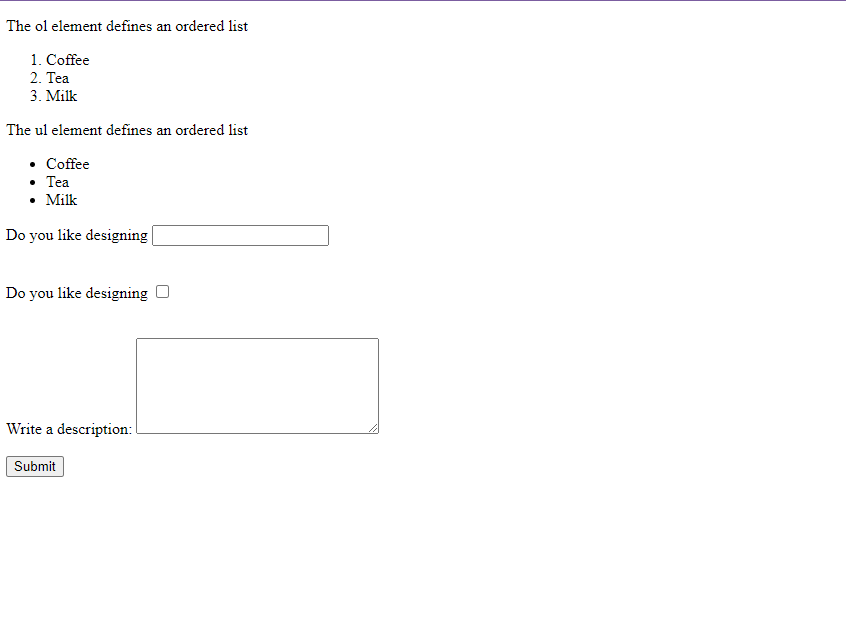 The ol element defines an ordered list
1. Coffee
2. Tea
3. Milk
The ul element defines an ordered list
• Coffee
• Tea
• Milk
Do you like designing
Do you like designing
Write a description:
Submit